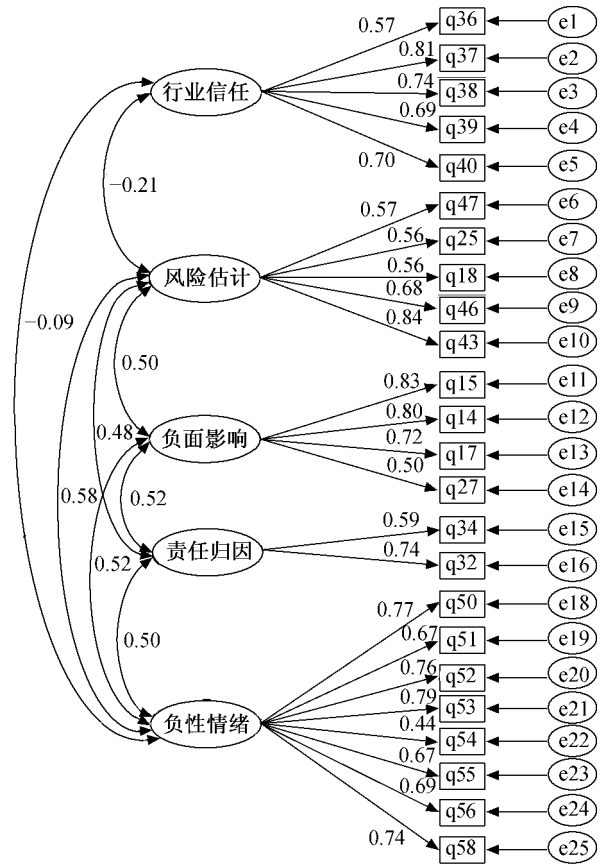 0.57 q36 e1
0.81 q37 e2
行业信任 0.74 q38 e3
0.69 q39 e4
0.70 q40 e5
−0.21
0.57 q47 e6
0.56 q25 e7
风险估计 0.56 q18 e8
0.68 q46 e9
−0.09 0.84 q43 e10
0.50
0.83 q15 e11
0.80 q14 e12
0.48 负面影响 0.72 q17 e13
0.50 q27 e14
0.58 0.52
0.59 q34 e15
0.52 责任归因 0.74 q32 e16
0.77 q50 e18
0.50 0.67 q51 e19
0.76 q52 e20
负性情绪 0.79 q53 e21
0.44 q54 e22
0.67 q55 e23
0.69 q56 e24
0.74 q58 e25